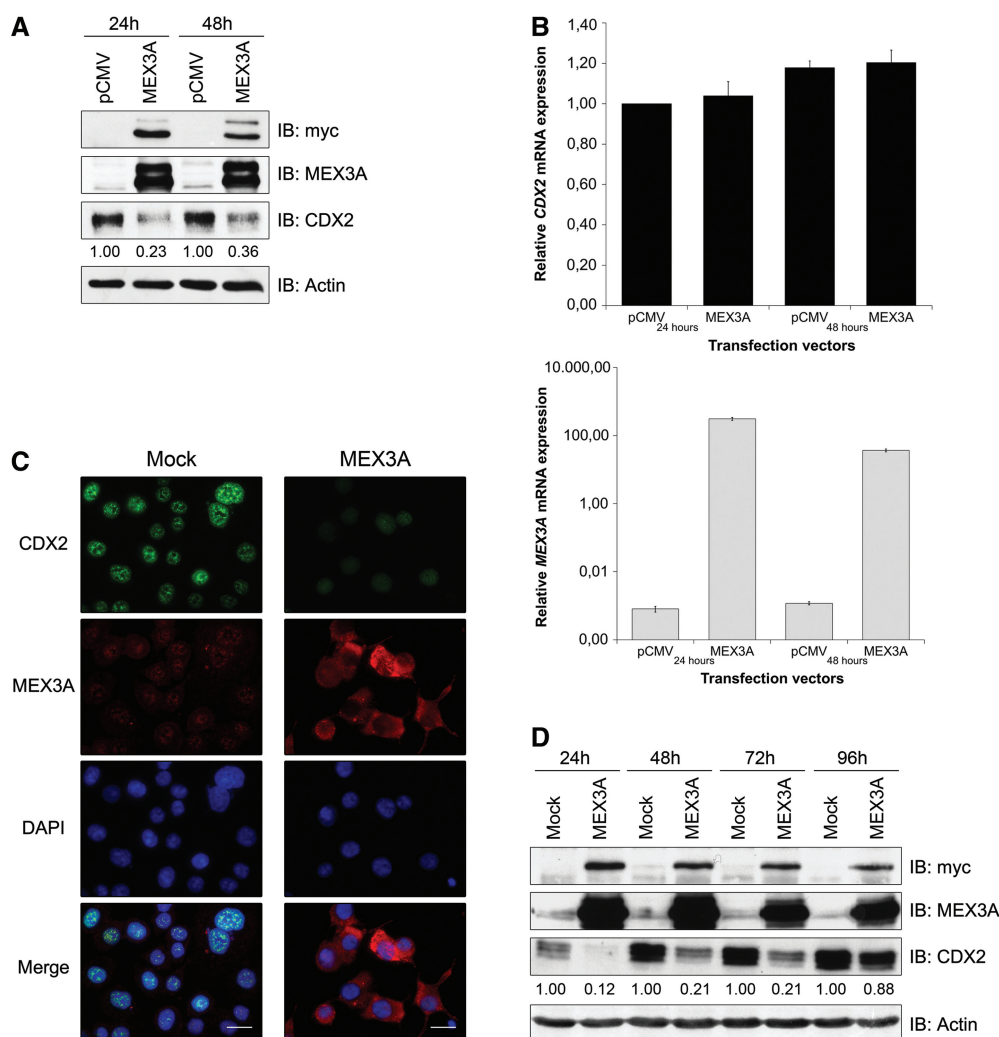 A
24h 48h
pCMV MEX3A pCMV MEX3A
IB: myc
IB: MEX3A
IB: CDX2
1.00 0.23 1.00 0.36
IB: Actin
B
Relative CDX2 mRNA expression
1,40
1,20
1,00
0,80
0,60
0,40
0,20
0,00
pCMV MEX3A pCMV MEX3A
24 hours 48 hours
Transfection vectors
Relative MEX3A mRNA expression
10.000,00
100,00
1,00
0,01
0,00
pCMV MEX3A pCMV MEX3A
24 hours 48 hours
Transfection vectors
C
Mock MEX3A
CDX2
MEX3A
DAPI
Merge
D
24h 48h 72h 96h
Mock MEX3A Mock MEX3A Mock MEX3A Mock MEX3A
IB: myc
IB: MEX3A
IB: CDX2
1.00 0.12 1.00 0.21 1.00 0.21 1.00 0.88
IB: Actin